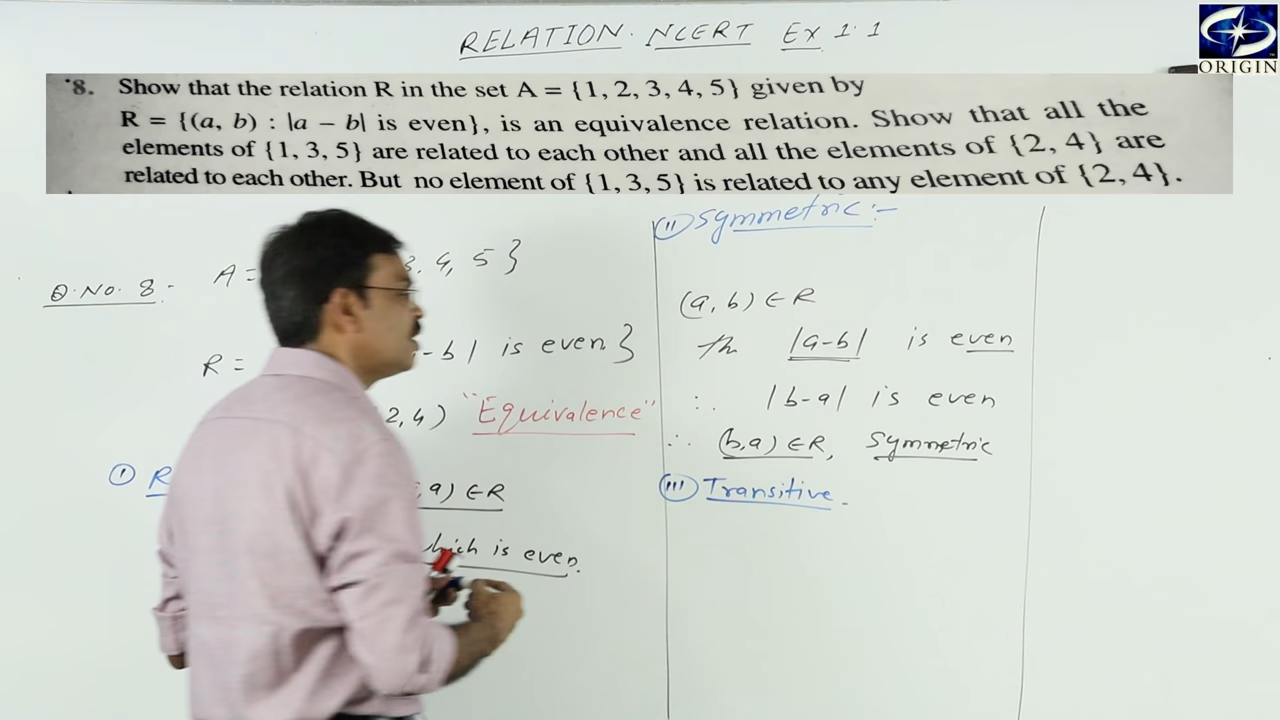 RELATION. NCERT Ex 1.1
ORIGIN
8. Show that the relation R in the set A = {1, 2, 3, 4, 5} given by
R = {(a, b) : |a – b| is even}, is an equivalence relation. Show that all the
elements of {1, 3, 5} are related to each other and all the elements of {2, 4} are
related to each other. But no element of {1, 3, 5} is related to any element of {2, 4}.
Q.No. 8 -
A = 3, 4, 5}
R = - b| is even}
2, 4) "Equivalence"
(i) R
, a) ∈ R
which is even.
(ii) Symmetric :-
(a, b) ∈ R
th |a-b| is even
∴ |b-a| is even
∴ (b,a) ∈ R, Symmetric
(iii) Transitive.